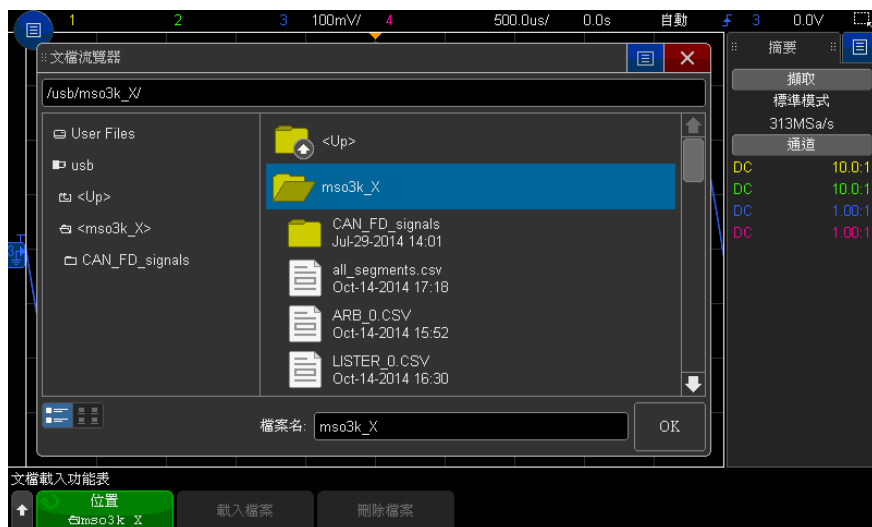 1 2 3 100mV/ 4 500.0us/ 0.0s 自動 3 0.0V
文檔流覽器
摘要
/usb/mso3k_X/
擷取
標準模式
313MSa/s
通道
DC 10.0:1
DC 10.0:1
DC 1.00:1
DC 1.00:1
User Files
usb
<Up>
<mso3k_X>
CAN_FD_signals
<Up>
mso3k_X
CAN_FD_signals
Jul-29-2014 14:01
all_segments.csv
Oct-14-2014 17:18
ARB_0.CSV
Oct-14-2014 15:52
LISTER_0.CSV
Oct-14-2014 16:30
檔案名: mso3k_X
OK
文檔載入功能表
位置
mso3k_X
載入檔案
刪除檔案